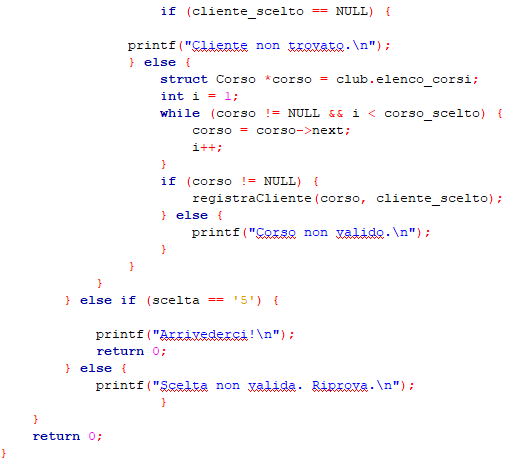 if (cliente_scelto == NULL) {
printf("Cliente non trovato.\n");
} else {
struct Corso *corso = club.elenco_corsi;
int i = 1;
while (corso != NULL && i < corso_scelto) {
corso = corso->next;
i++;
}
if (corso != NULL) {
registraCliente(corso, cliente_scelto);
} else {
printf("Corso non valido.\n");
}
}
}
} else if (scelta == '5') {
printf("Arrivederci!\n");
return 0;
} else {
printf("Scelta non valida. Riprova.\n");
}
}
return 0;
}